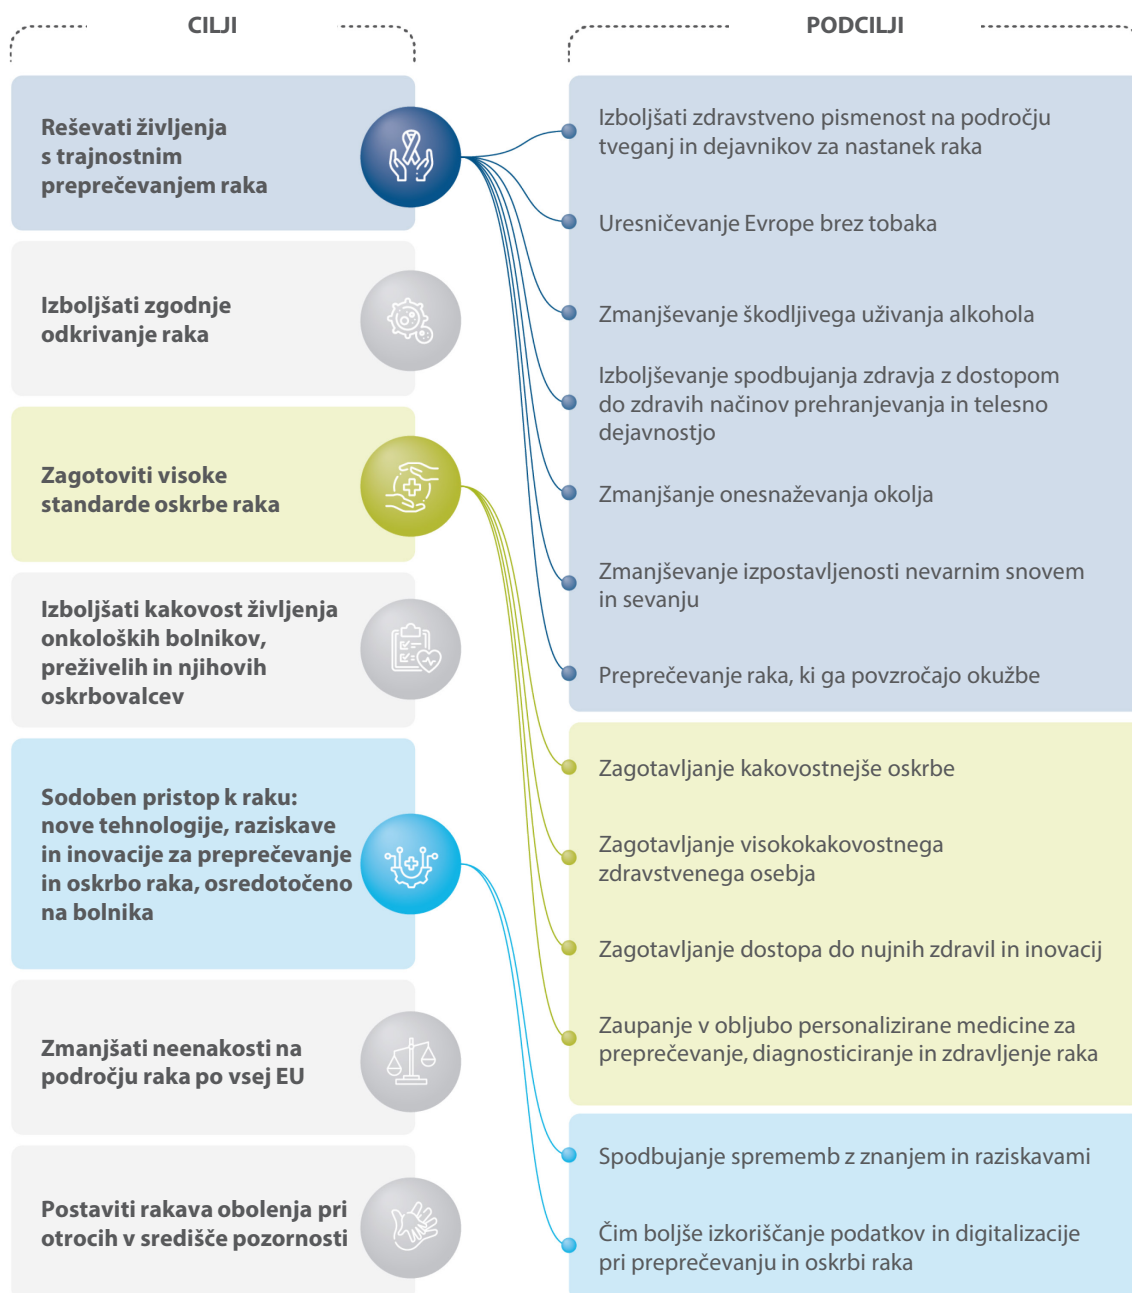 CILJI
Reševati življenja
s trajnostnim
preprečevanjem raka
Izboljšati zgodnje
odkrivanje raka
Zagotoviti visoke
standarde oskrbe raka
Izboljšati kakovost življenja
onkoloških bolnikov,
preživelih in njihovih
oskrbovalcev
Sodoben pristop k raku:
nove tehnologije, raziskave
in inovacije za preprečevanje
in oskrbo raka, osredotočeno
na bolnika
Zmanjšati neenakosti na
področju raka po vsej EU
Postaviti rakava obolenja pri
otrocih v središče pozornosti
PODCILJI
Izboljšati zdravstveno pismenost na področju
tveganj in dejavnikov za nastanek raka
Uresničevanje Evrope brez tobaka
Zmanjševanje škodljivega uživanja alkohola
Izboljševanje spodbujanja zdravja z dostopom
do zdravih načinov prehranjevanja in telesno
dejavnostjo
Zmanjšanje onesnaževanja okolja
Zmanjševanje izpostavljenosti nevarnim snovem
in sevanju
Preprečevanje raka, ki ga povzročajo okužbe
Zagotavljanje kakovostnejše oskrbe
Zagotavljanje visokokakovostnega
zdravstvenega osebja
Zagotavljanje dostopa do nujnih zdravil in inovacij
Zaupanje v obljubo personalizirane medicine za
preprečevanje, diagnosticiranje in zdravljenje raka
Spodbujanje sprememb z znanjem in raziskavami
Čim boljše izkoriščanje podatkov in digitalizacije
pri preprečevanju in oskrbi raka